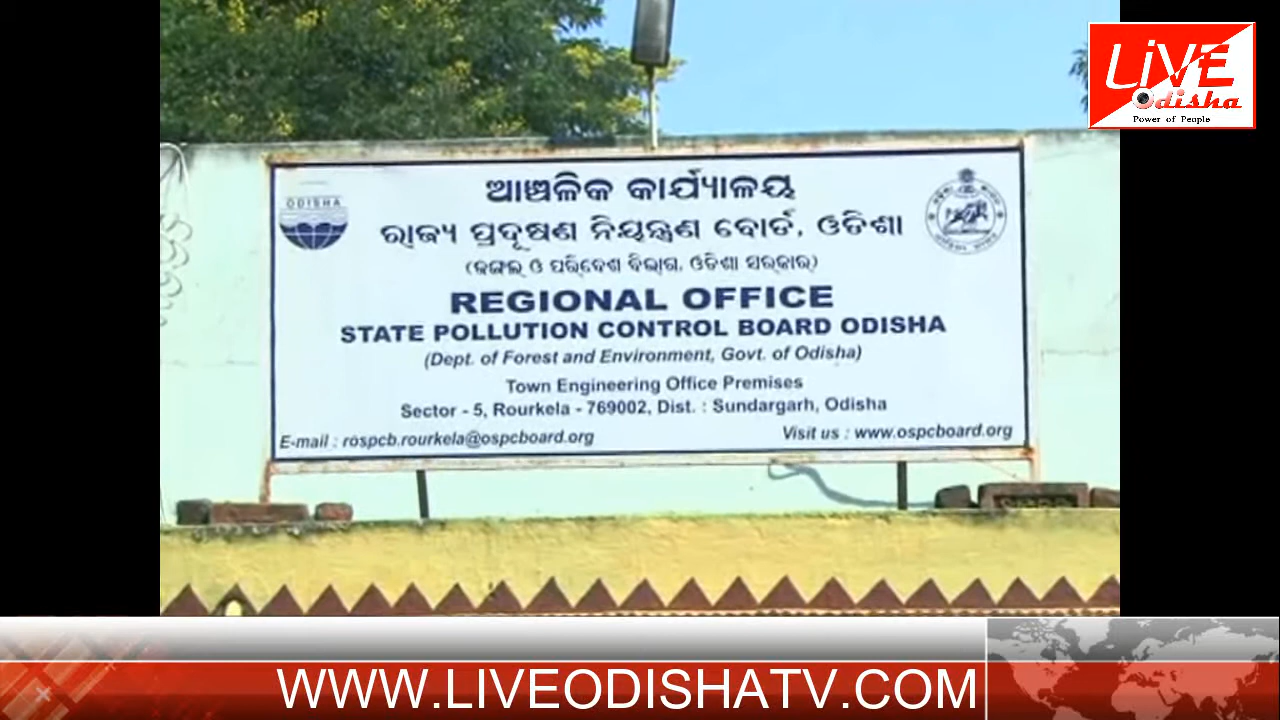 LiVE
Odisha
Power of People
ଆଞ୍ଚଳିକ କାର୍ଯ୍ୟାଳୟ
ODISHA
ରାଜ୍ୟ ପ୍ରଦୂଷଣ ନିୟନ୍ତ୍ରଣ ବୋର୍ଡ, ଓଡିଶା
(ଜଙ୍ଗଲ ଓ ପରିବେଶ ବିଭାଗ, ଓଡିଶା ସରକାର)
REGIONAL OFFICE
STATE POLLUTION CONTROL BOARD ODISHA
(Dept. of Forest and Environment, Govt. of Odisha)
Town Engineering Office Premises
Sector - 5, Rourkela - 769002, Dist. : Sundargarh, Odisha
E-mail : rospcb.rourkela@ospcboard.org
Visit us : www.ospcboard.org
WWW.LIVEODISHATV.COM